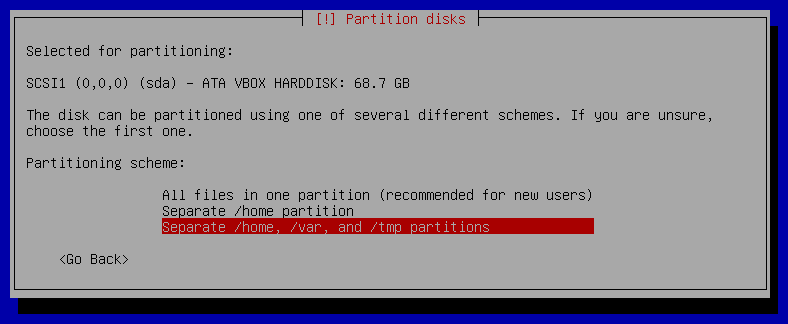 [!] Partition disks
Selected for partitioning:
SCSI1 (0,0,0) (sda) - ATA VBOX HARDDISK: 68.7 GB
The disk can be partitioned using one of several different schemes. If you are unsure,
choose the first one.
Partitioning scheme:
All files in one partition (recommended for new users)
Separate /home partition
Separate /home, /var, and /tmp partitions
<Go Back>